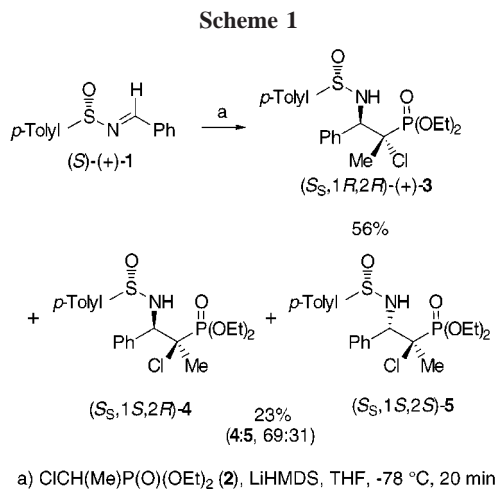 Scheme 1
O
S
p-Tolyl
N
H
Ph
(S)-(+)-1
a
O
S
p-Tolyl
NH
Ph
O
P(OEt)2
Me
Cl
(SS,1R,2R)-(+)-3
56%
+
O
S
p-Tolyl
NH
Ph
O
P(OEt)2
Cl
Me
(SS,1S,2R)-4
+
O
S
p-Tolyl
NH
Ph
O
P(OEt)2
Cl
Me
(SS,1S,2S)-5
23%
(4:5, 69:31)
a) ClCH(Me)P(O)(OEt)2 (2), LiHMDS, THF, -78 °C, 20 min